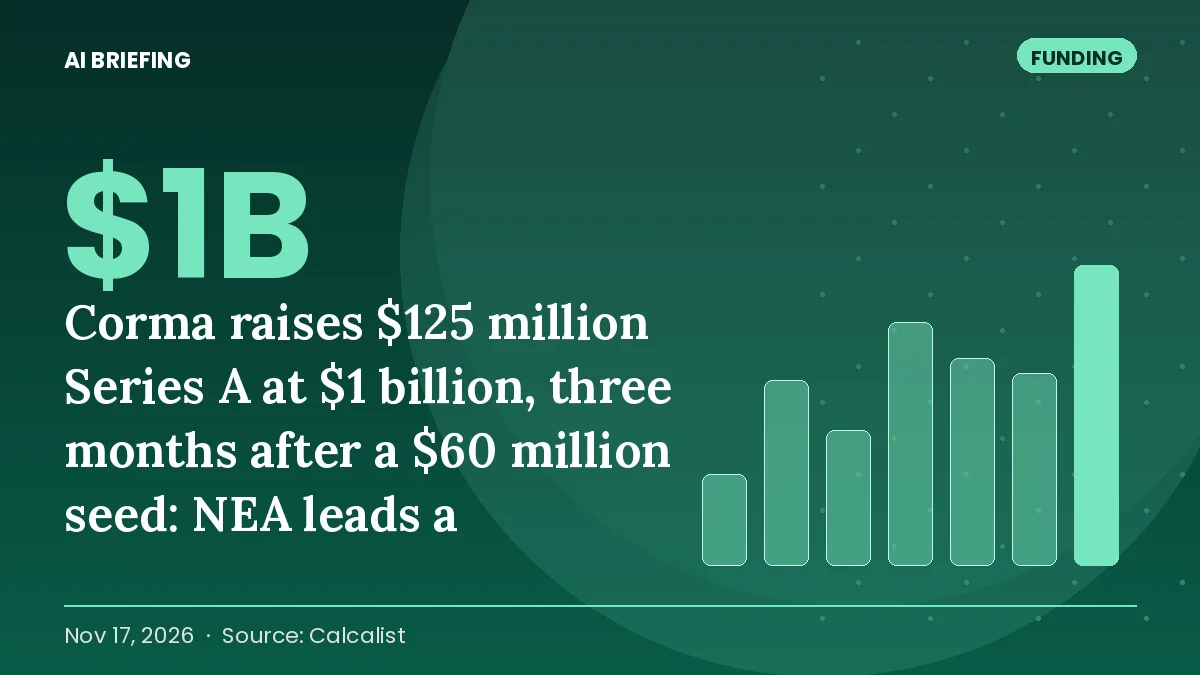 AI BRIEFING
FUNDING
$1B
Corma raises $125 million
Series A at $1 billion, three
months after a $60 million
seed: NEA leads a
Nov 17, 2026 · Source: Calcalist